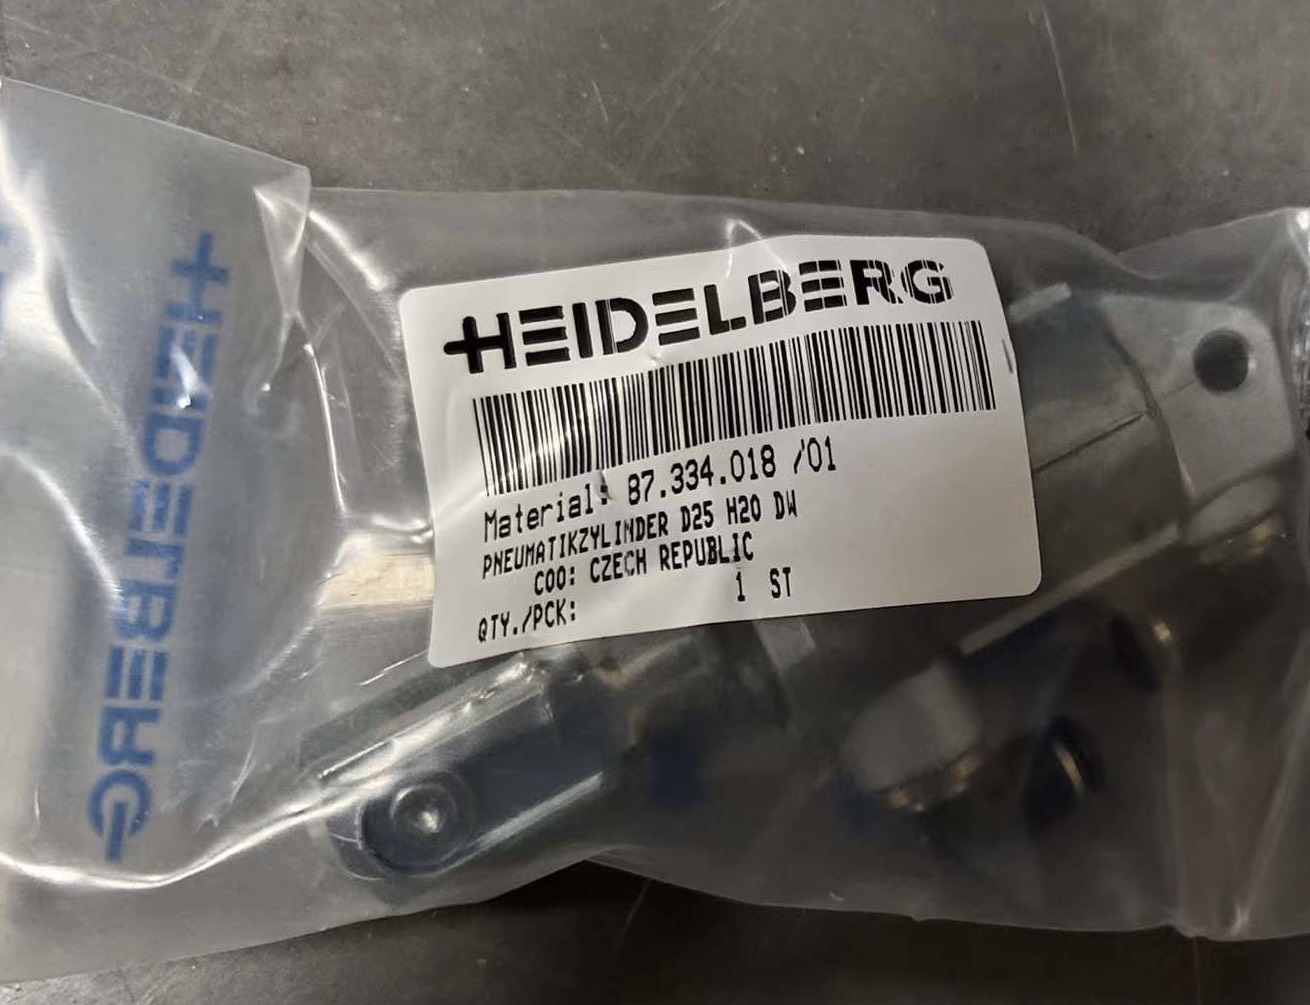 HEIDELBERG
HEIDELBERG
Material: 87.334.018 /01
PNEUMATIKZYLINDER D25 H20 DW
COO: CZECH REPUBLIC
QTY./PCK: 1 ST